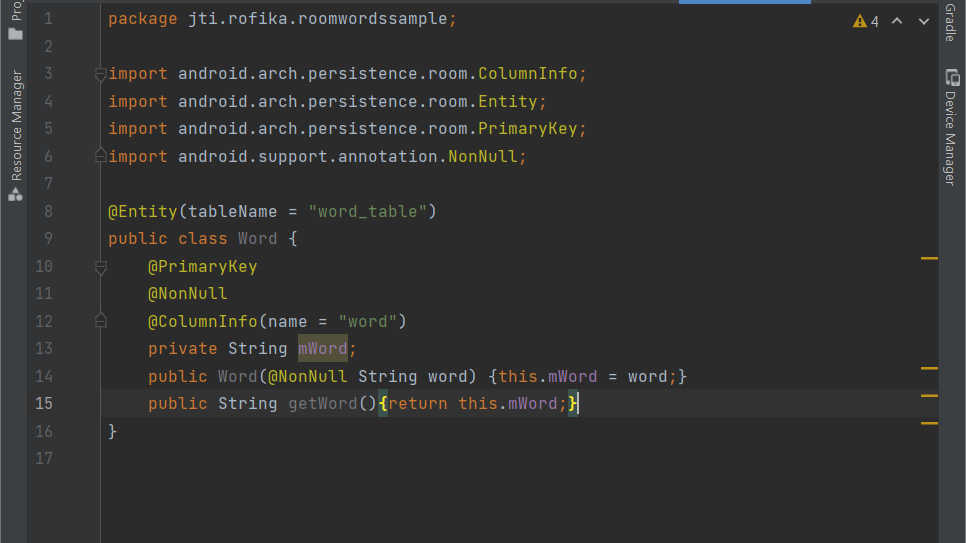 Pro
Resource Manager
4
Gradle
Device Manager
1 package jti.rofika.roomwordssample;
2
3 import android.arch.persistence.room.ColumnInfo;
4 import android.arch.persistence.room.Entity;
5 import android.arch.persistence.room.PrimaryKey;
6 import android.support.annotation.NonNull;
7
8 @Entity(tableName = "word_table")
9 public class Word {
10 @PrimaryKey
11 @NonNull
12 @ColumnInfo(name = "word")
13 private String mWord;
14 public Word(@NonNull String word) {this.mWord = word;}
15 public String getWord(){return this.mWord;}
16 }
17